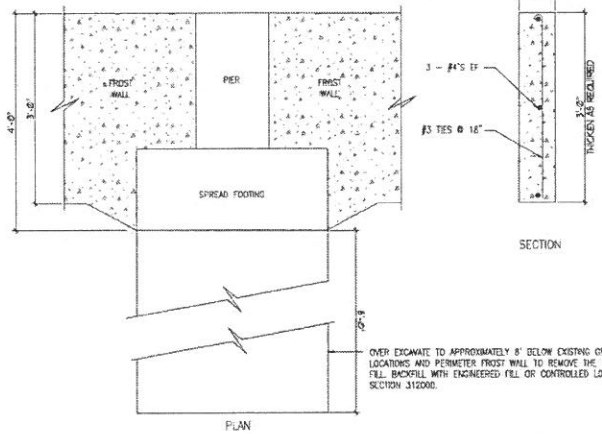 4'-0"
3'-0"
FROST
WALL
PIER
FROST
WALL
SPREAD FOOTING
3 - #4'S EF
#3 TIES @ 18"
3'-0"
THICKEN AS REQUIRED
SECTION
OVER EXCAVATE TO APPROXIMATELY 8' BELOW EXISTING
LOCATIONS AND PERIMETER FROST WALL TO REMOVE THE
FILL. BACKFILL WITH ENGINEERED FILL OR CONTROLLED
SECTION 312000.
PLAN